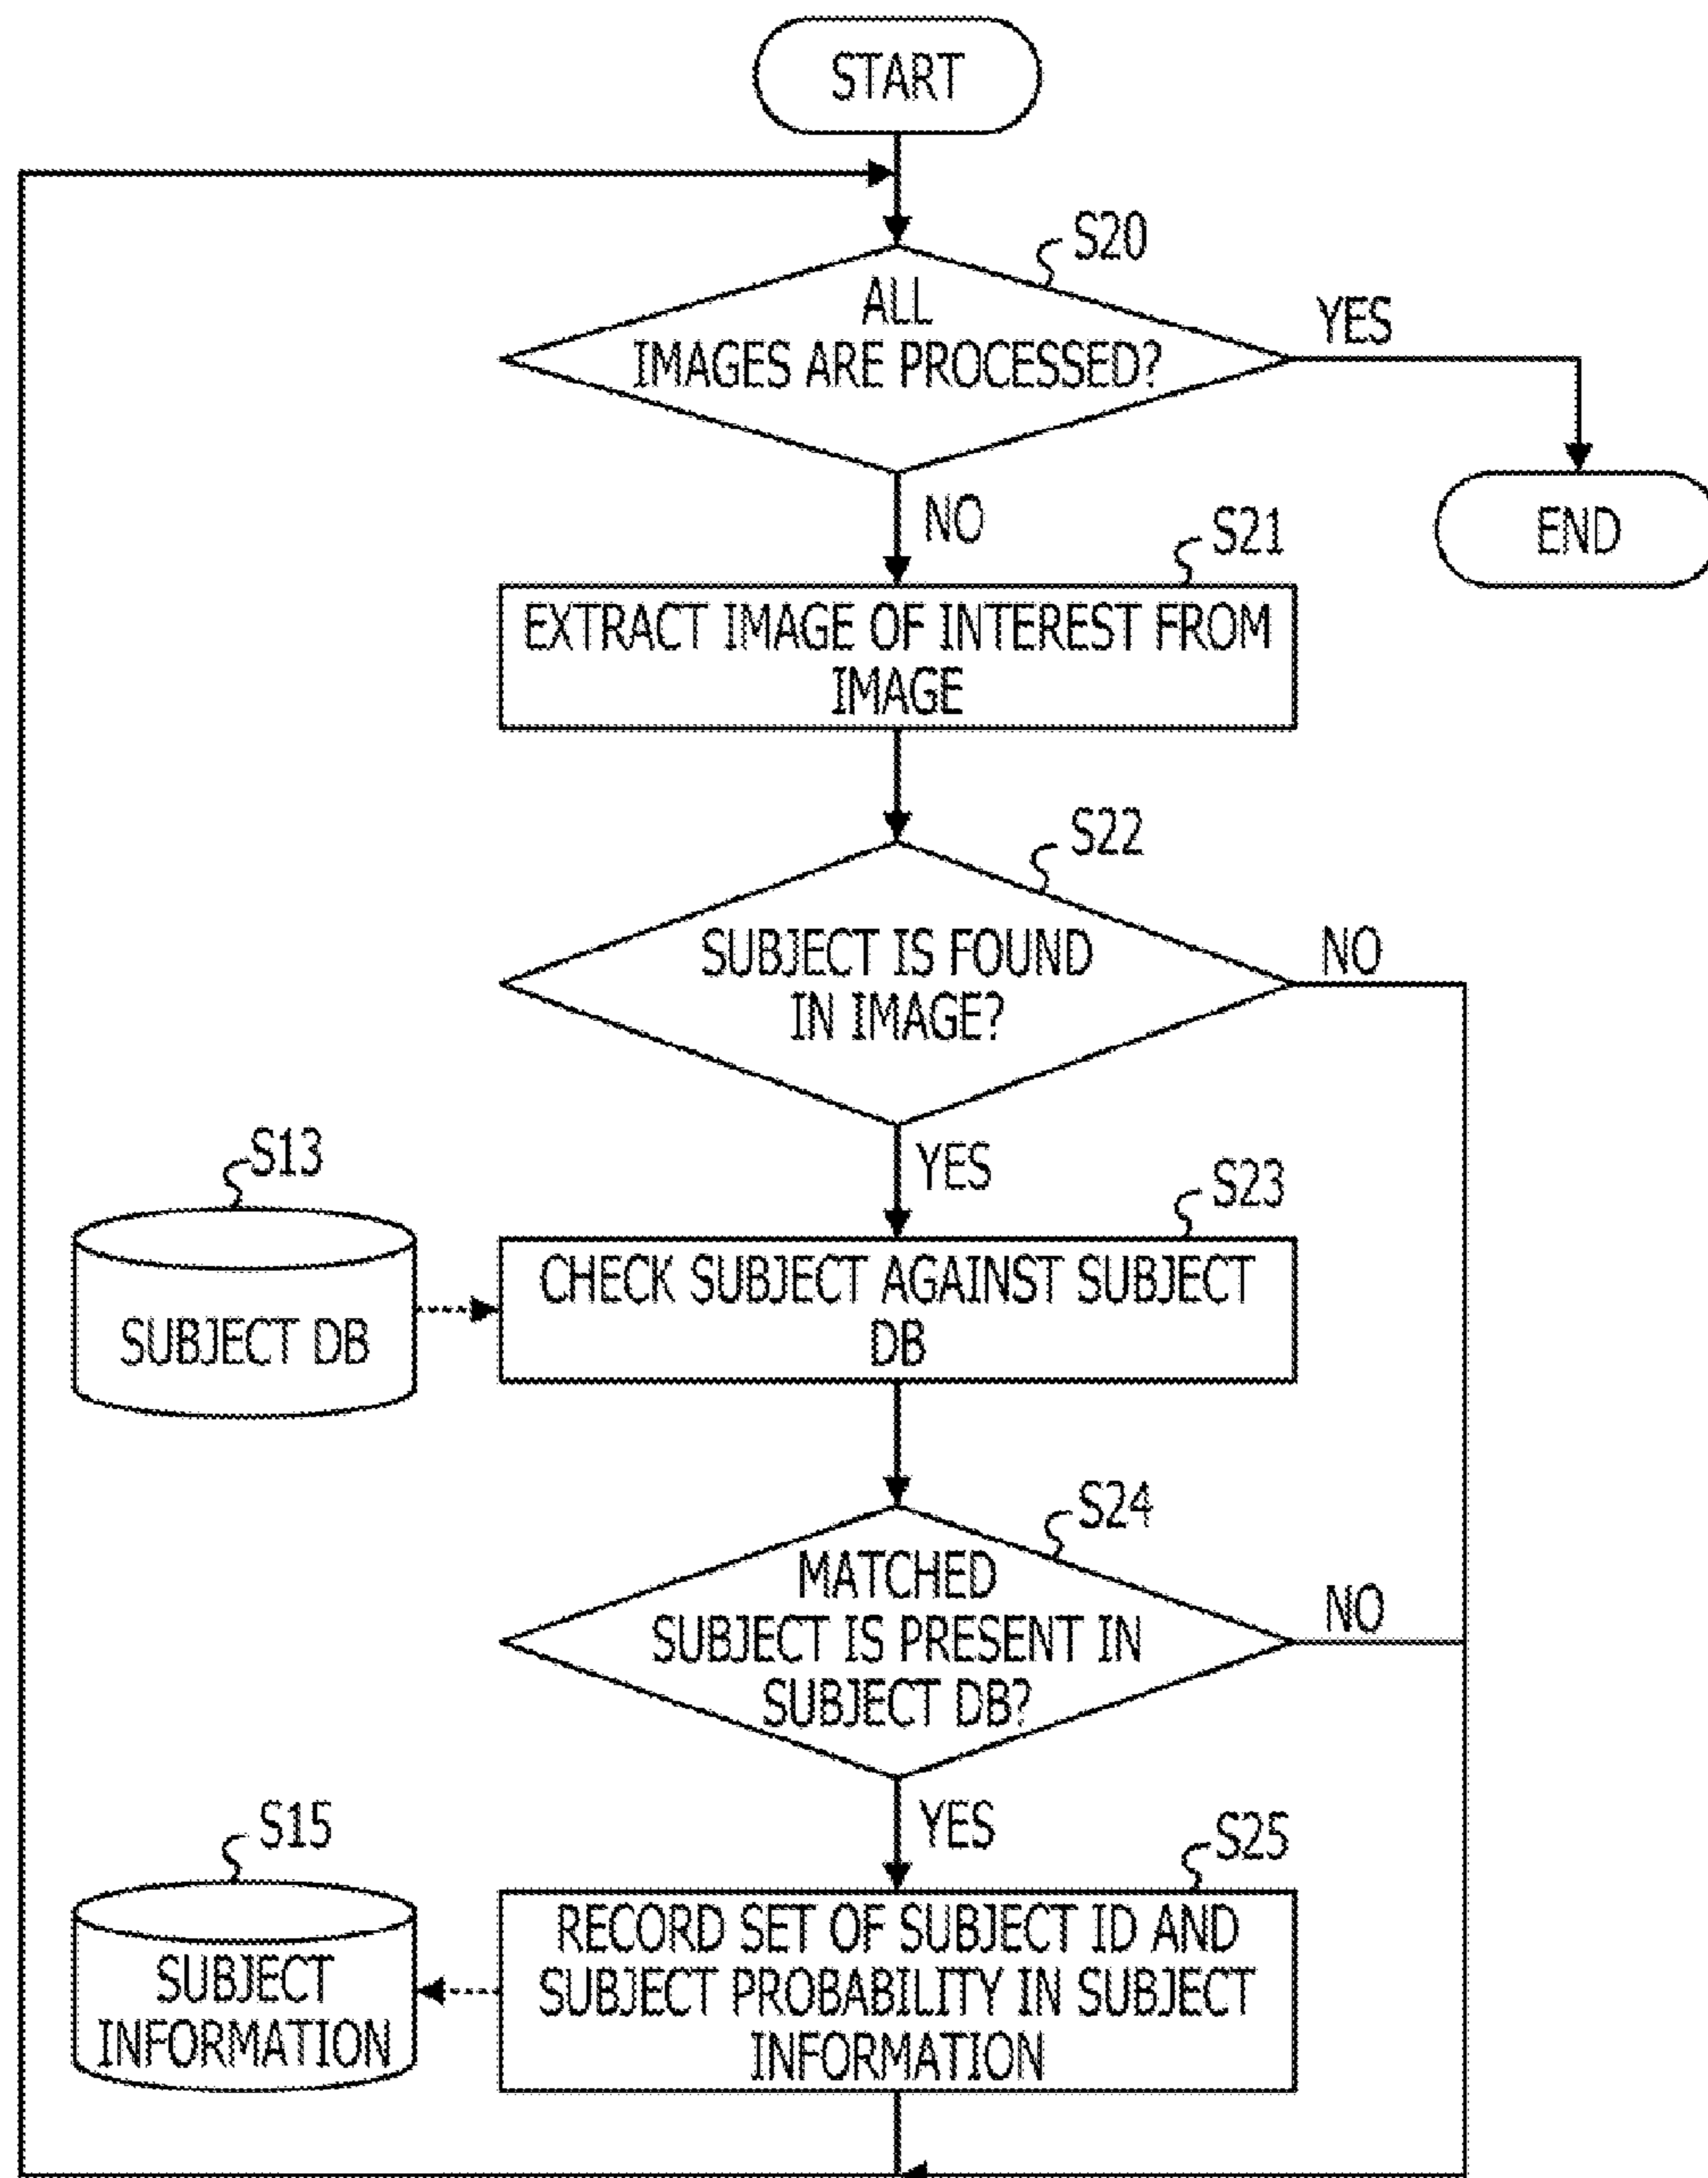 START
S20
ALL
IMAGES ARE PROCESSED?
YES
END
NO
S21
EXTRACT IMAGE OF INTEREST FROM
IMAGE
S22
SUBJECT IS FOUND
IN IMAGE?
NO
YES
S13
SUBJECT DB
S23
CHECK SUBJECT AGAINST SUBJECT
DB
S24
MATCHED
SUBJECT IS PRESENT IN
SUBJECT DB?
NO
YES
S15
SUBJECT
INFORMATION
S25
RECORD SET OF SUBJECT ID AND
SUBJECT PROBABILITY IN SUBJECT
INFORMATION